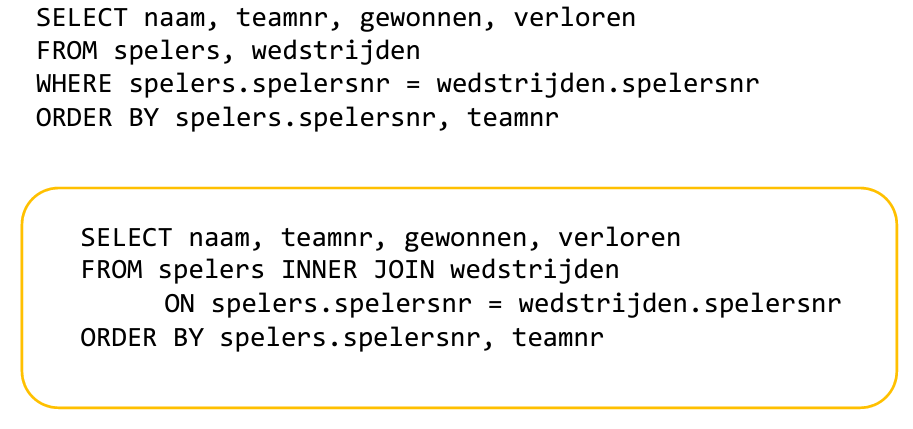 SELECT naam, teamnr, gewonnen, verloren
FROM spelers, wedstrijden
WHERE spelers.spelersnr = wedstrijden.spelersnr
ORDER BY spelers.spelersnr, teamnr
SELECT naam, teamnr, gewonnen, verloren
FROM spelers INNER JOIN wedstrijden
ON spelers.spelersnr = wedstrijden.spelersnr
ORDER BY spelers.spelersnr, teamnr